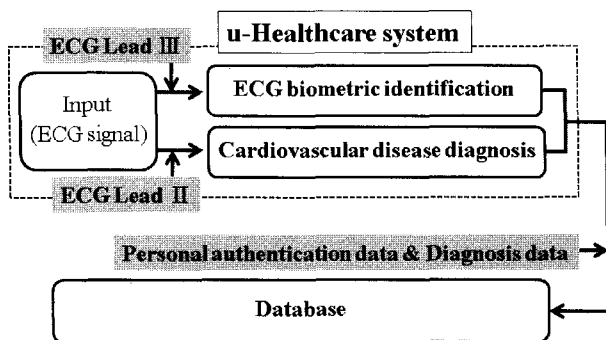 u-Healthcare system
ECG Lead Ⅲ
Input
(ECG signal)
ECG biometric identification
Cardiovascular disease diagnosis
ECG Lead Ⅱ
Personal authentication data & Diagnosis data
Database